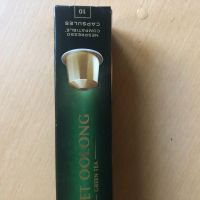 10
NESPRESSO
COMPATIBLE
CAPSULES
ET OOLONG
GREEN TEA